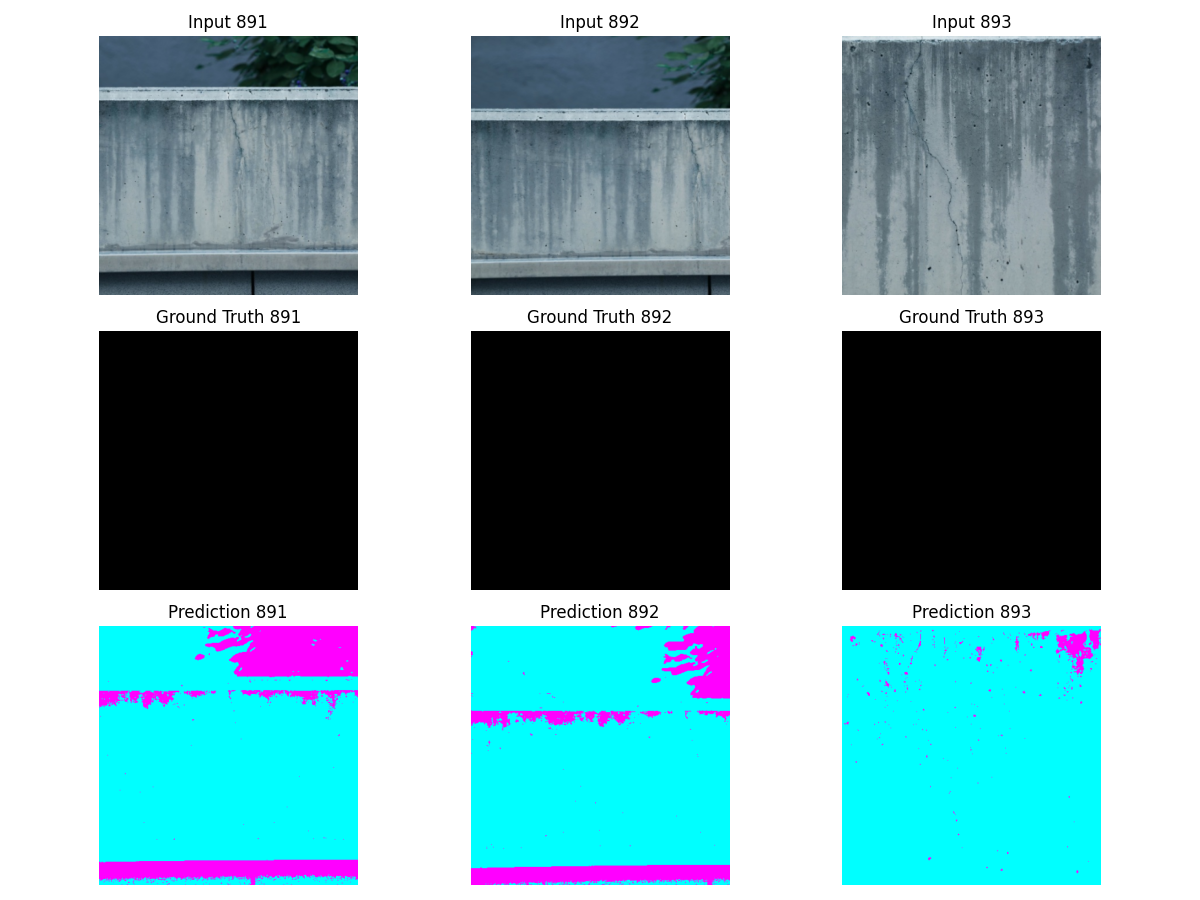 Input 891
Input 892
Input 893
Ground Truth 891
Ground Truth 892
Ground Truth 893
Prediction 891
Prediction 892
Prediction 893